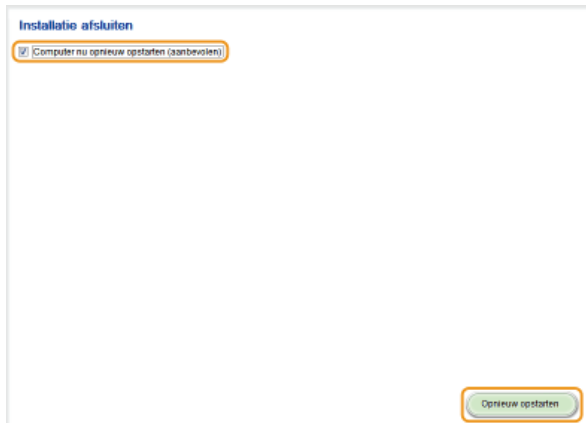 Installatie afsluiten
Computer nu opnieuw opstarten (aanbevolen)
Opnieuw opstarten